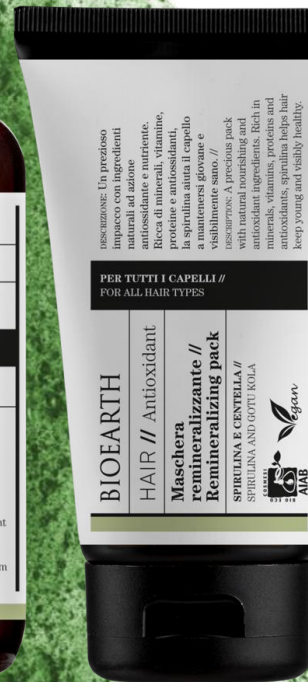 DESCRIZIONE: Un prezioso
impacco con ingredienti
naturali ad azione
antiossidante e nutriente.
Ricca di minerali, vitamine,
proteine e antiossidanti,
la spirulina aiuta il capello
a mantenersi giovane e
visibilmente sano. //
DESCRIPTION: A precious pack
with natural nourishing and
antioxidant ingredients. Rich in
minerals, vitamins, proteins and
antioxidants, spirulina helps hair
keep young and visibly healthy.
PER TUTTI I CAPELLI //
FOR ALL HAIR TYPES
BIOEARTH
HAIR // Antioxidant
Maschera
remineralizzante //
Remineralizing pack
SPIRULINA E CENTELLA //
SPIRULINA AND GOTU KOLA
COSMESI
BIO ECO
AIAB
Vegan